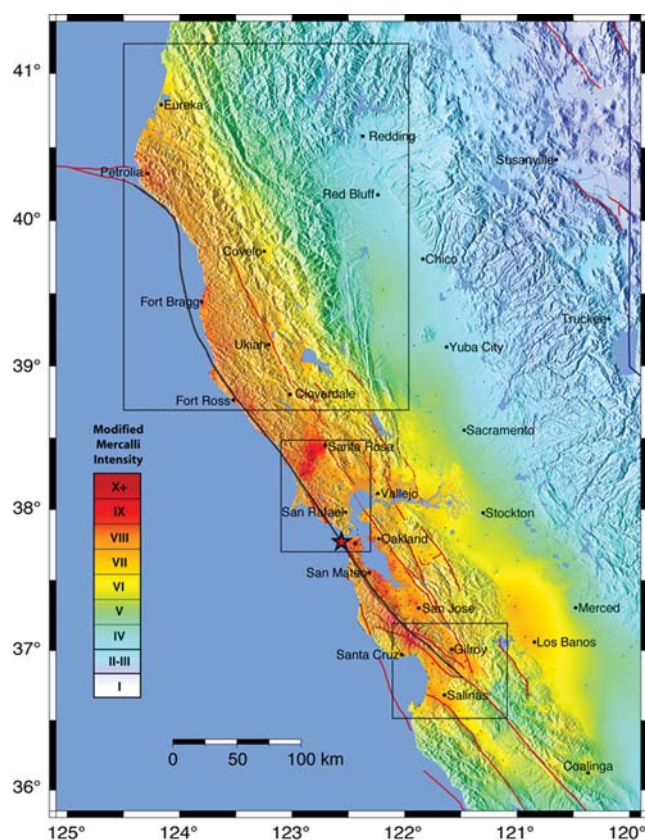 41°
Eureka
Redding
Susanville
Petrolia
Red Bluff
40°
Covelo
Chico
Fort Bragg
Truckee
Ukiah
Yuba City
39°
Cloverdale
Fort Ross
Modified
Mercalli
Intensity
Santa Rosa
Sacramento
X+
Vallejo
IX
38°
San Rafael
Stockton
VIII
Oakland
VII
San Mateo
VI
San Jose
Merced
V
IV
37°
Los Banos
Santa Cruz
Gilroy
II-III
Salinas
I
0 50 100 km
Coalinga
36°
125° 124° 123° 122° 121° 120°